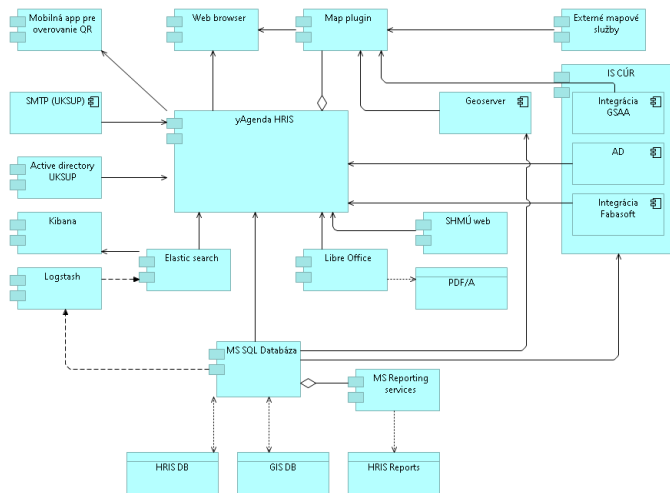 Mobilná app pre
overovanie QR
Web browser
Map plugin
Externé mapové
služby
IS CÚR
SMTP (UKSUP)
yAgenda HRIS
Geoserver
Integrácia
GSAA
Active directory
UKSUP
AD
Kibana
SHMÚ web
Integrácia
Fabasoft
Logstash
Elastic search
Libre Office
PDF/A
MS SQL Databáza
MS Reporting
services
HRIS DB
GIS DB
HRIS Reports